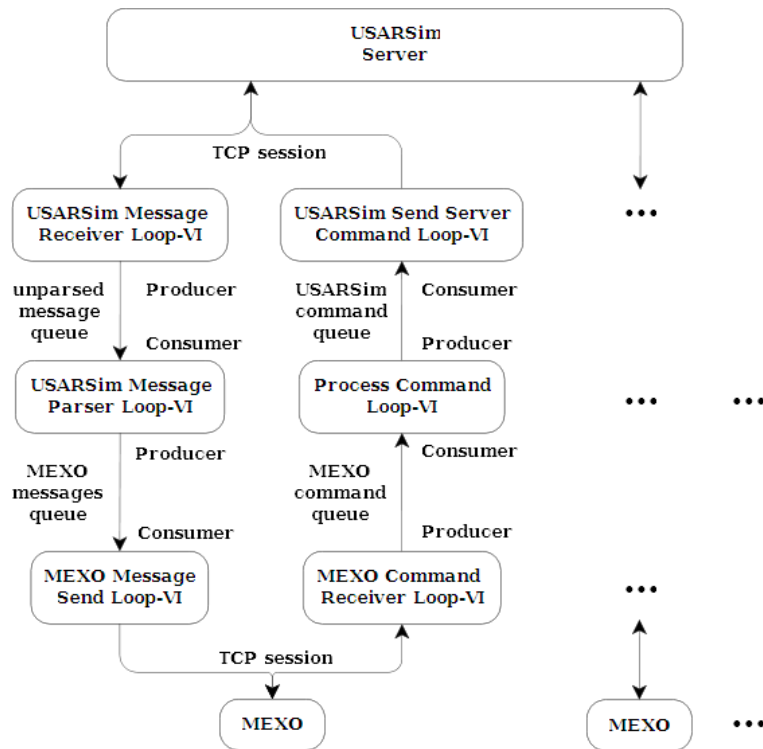 USARSim
Server
TCP session
USARSim Message
Receiver Loop-VI
USARSim Send Server
Command Loop-VI
...
unparsed
message
queue
Producer
Consumer
USARSim
command
queue
Consumer
Producer
USARSim Message
Parser Loop-VI
Process Command
Loop-VI
...
...
MEXO
messages
queue
Producer
Consumer
MEXO
command
queue
Consumer
Producer
MEXO Message
Send Loop-VI
MEXO Command
Receiver Loop-VI
...
TCP session
MEXO
MEXO
...